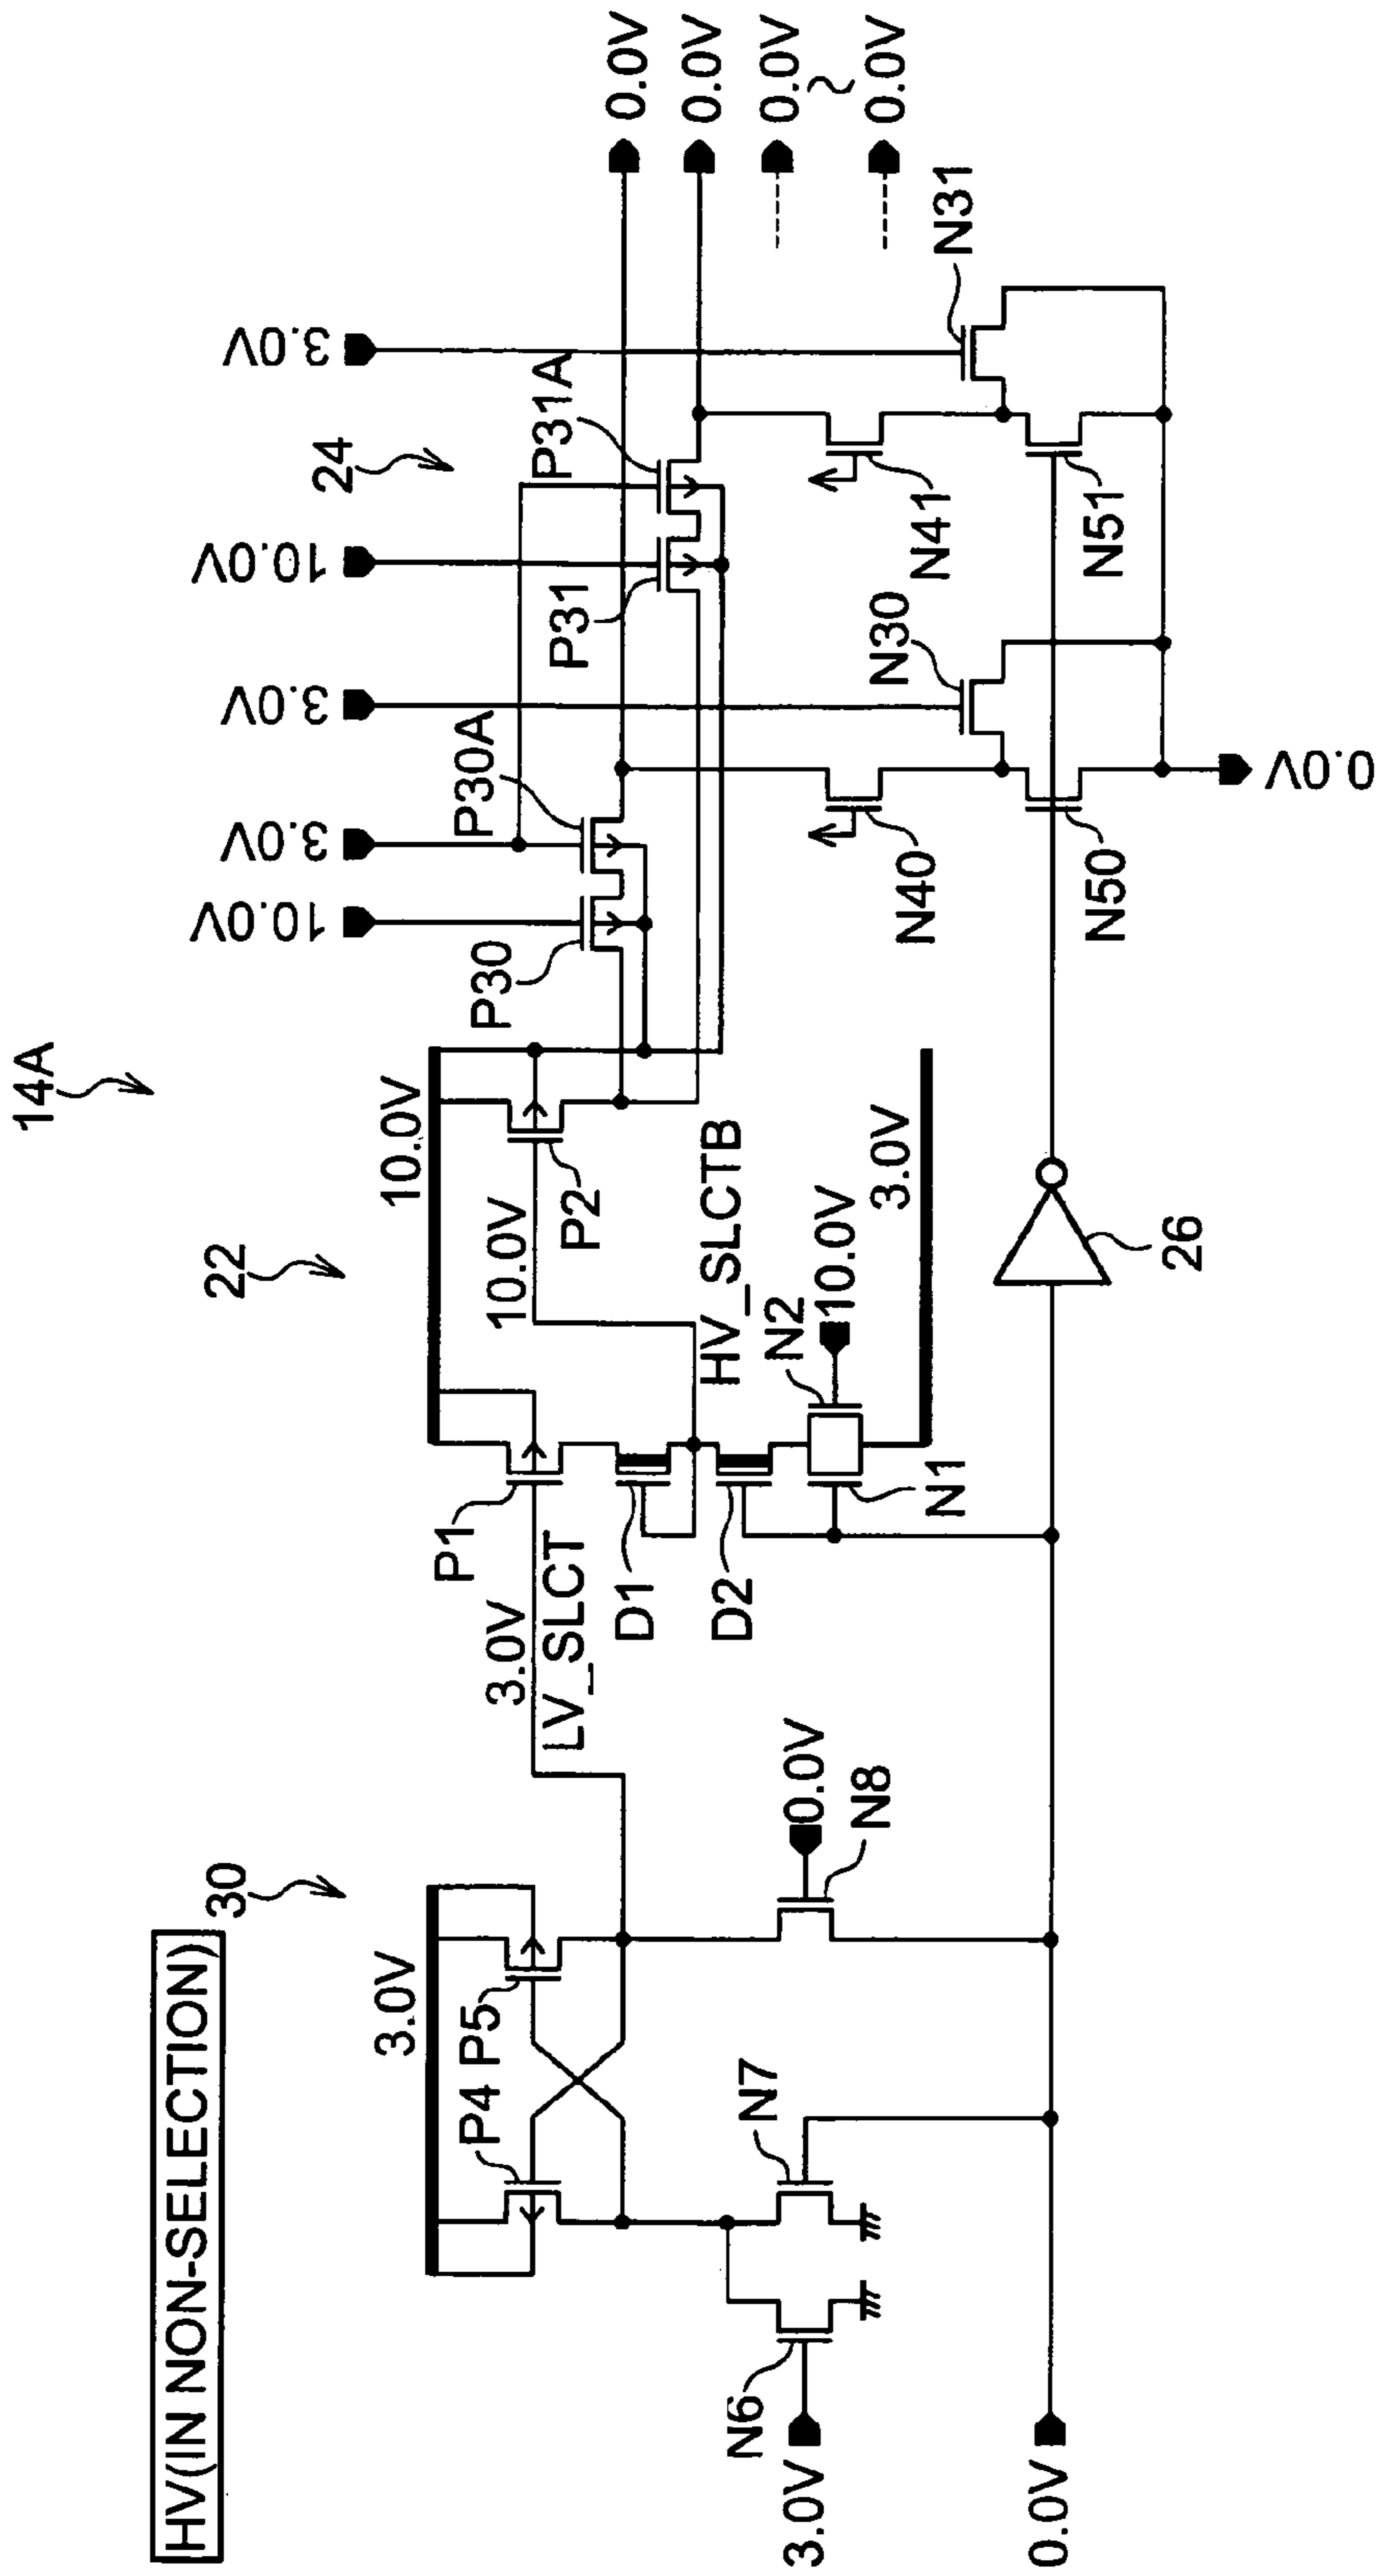 HV(IN NON-SELECTION)
14A
30
22
24
3.0V
10.0V
10.0V
3.0V
3.0V
10.0V
3.0V
P4
P5
3.0V
LV_SLCT
P1
10.0V
P2
P30
P30A
P31
P31A
0.0V
0.0V
0.0V
~
0.0V
D1
D2
HV_SLCTB
N2
10.0V
N1
3.0V
N6
3.0V
N7
0.0V
N8
N40
N30
N41
N31
N50
N51
0.0V
26
0.0V